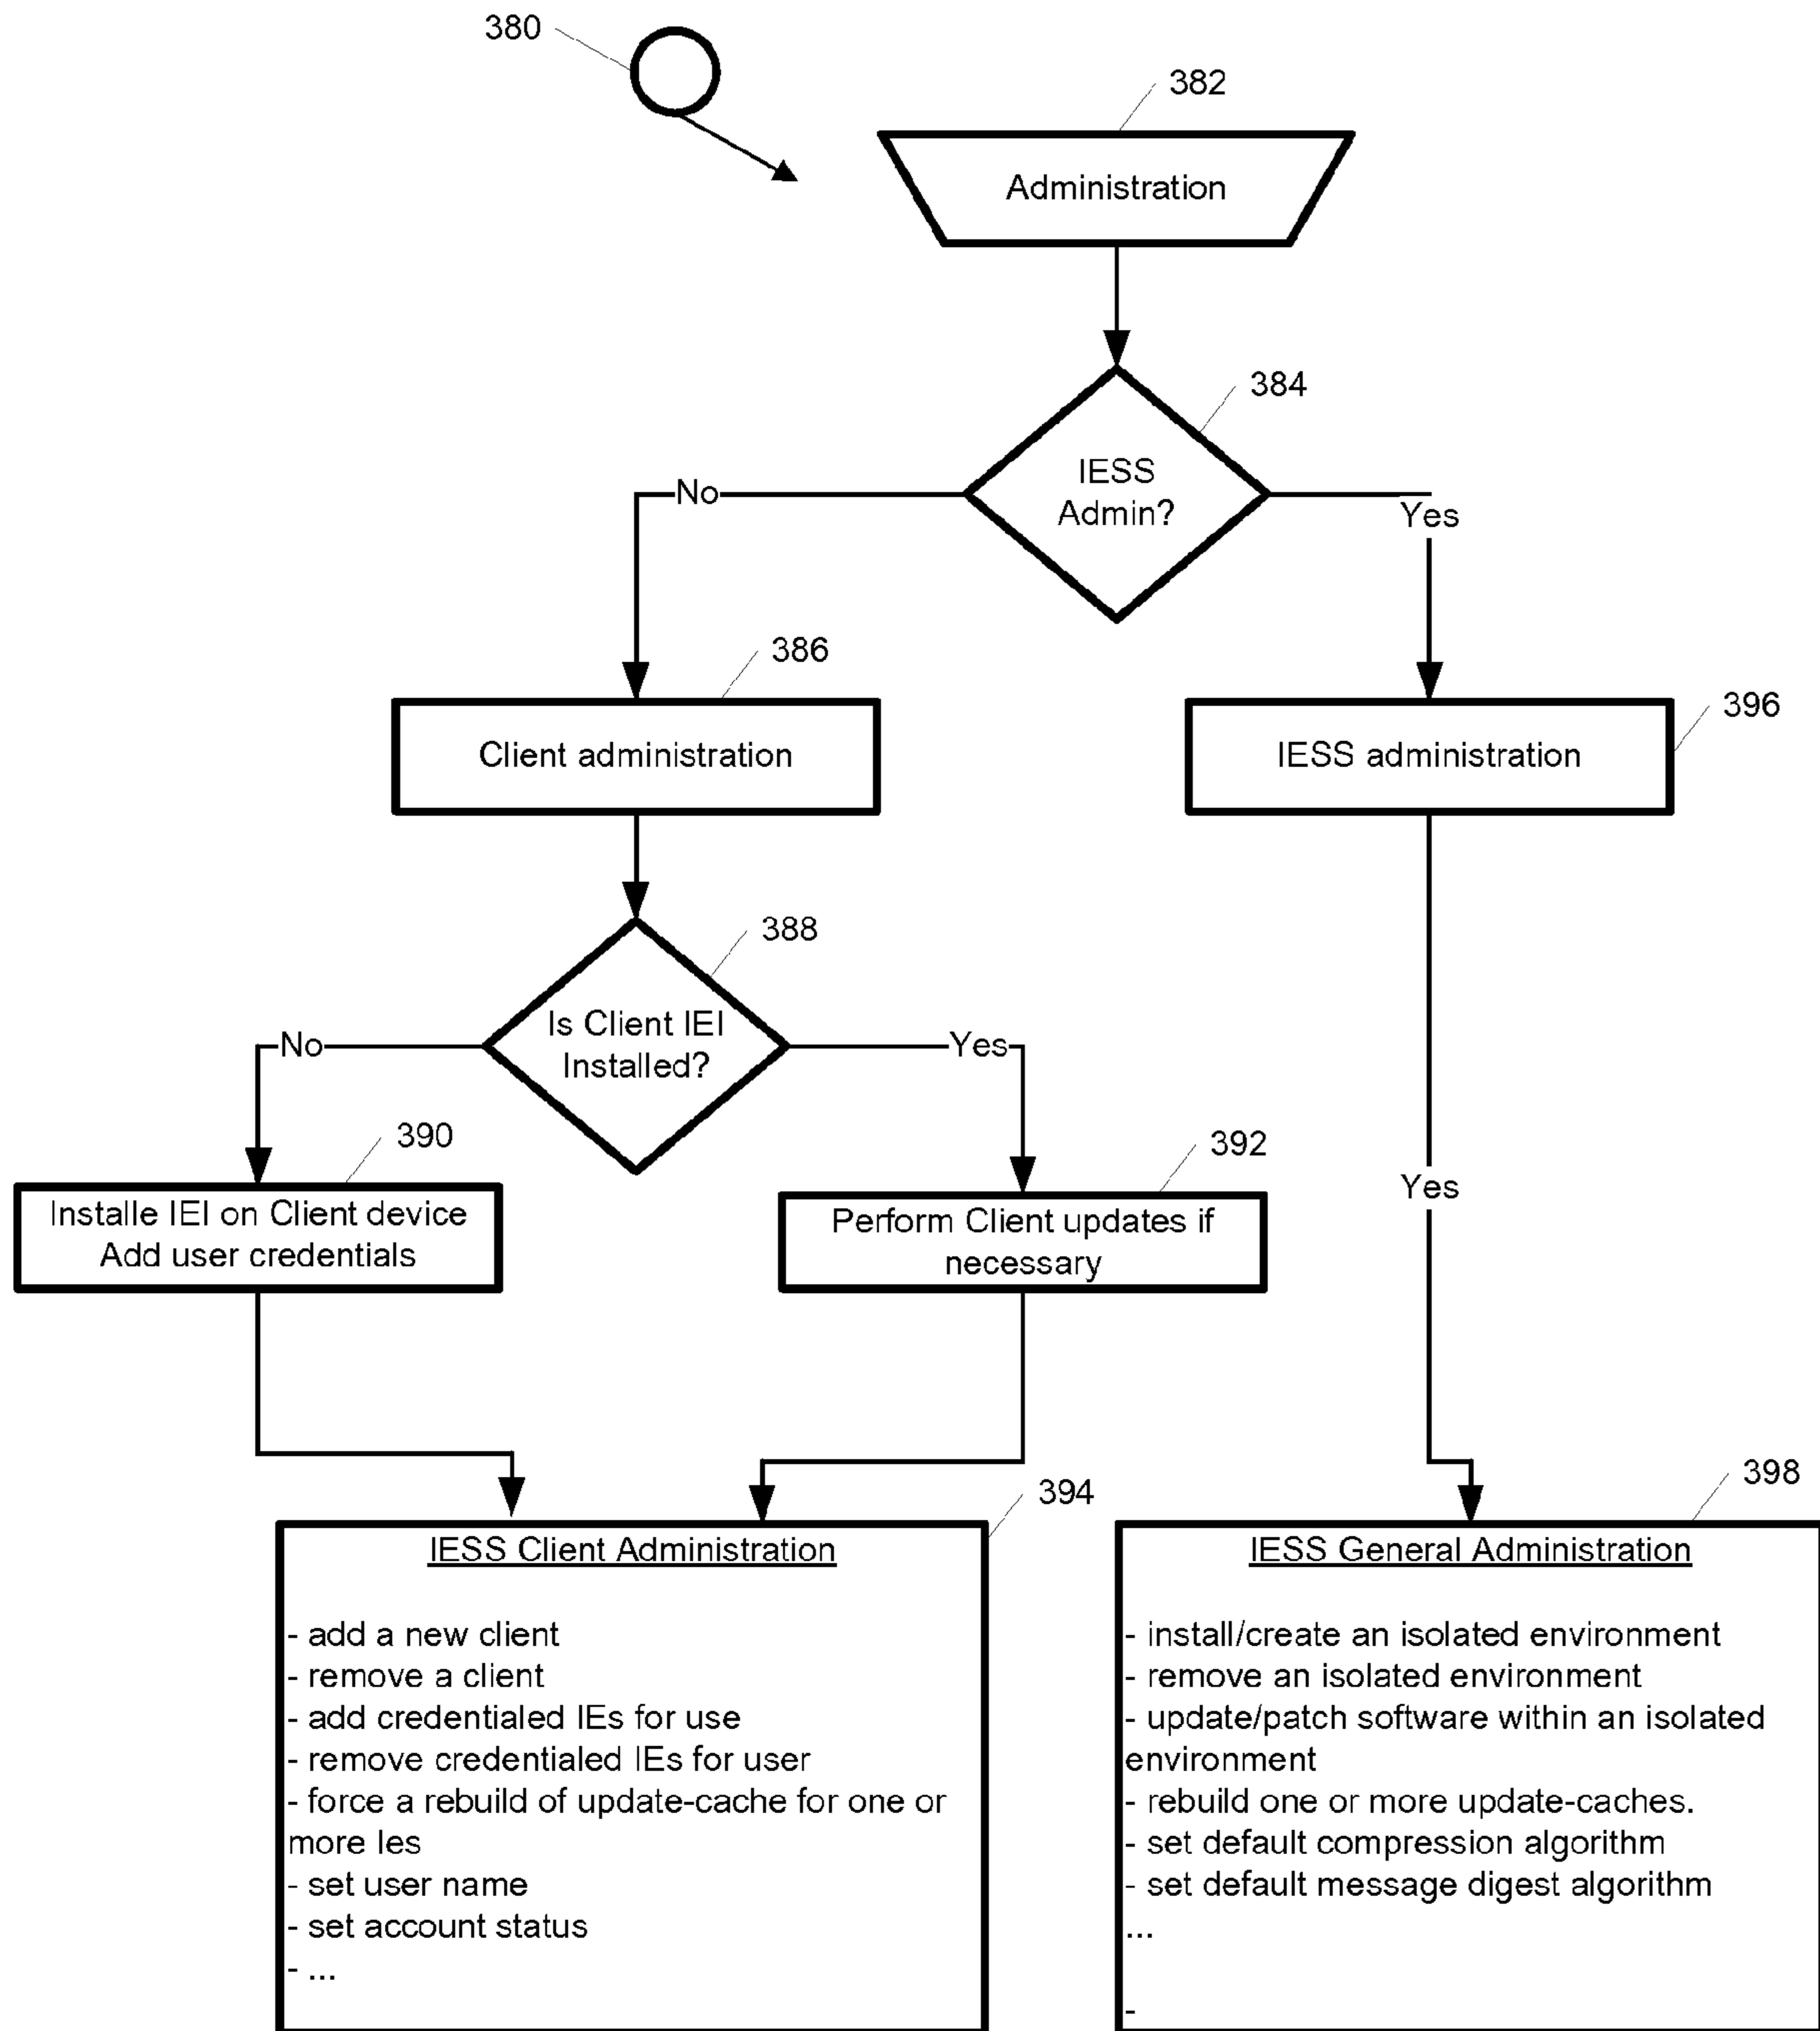 380
382
Administration
384
IESS
Admin?
No
Yes
386
396
Client administration
IESS administration
388
Is Client IEI
Installed?
No
Yes
390
392
Yes
Installe IEI on Client device
Add user credentials
Perform Client updates if
necessary
394
398
IESS Client Administration
- add a new client
- remove a client
- add credentialed IEs for use
- remove credentialed IEs for user
- force a rebuild of update-cache for one or
more Ies
- set user name
- set account status
- ...
IESS General Administration
- install/create an isolated environment
- remove an isolated environment
- update/patch software within an isolated
environment
- rebuild one or more update-caches.
- set default compression algorithm
- set default message digest algorithm
...
-